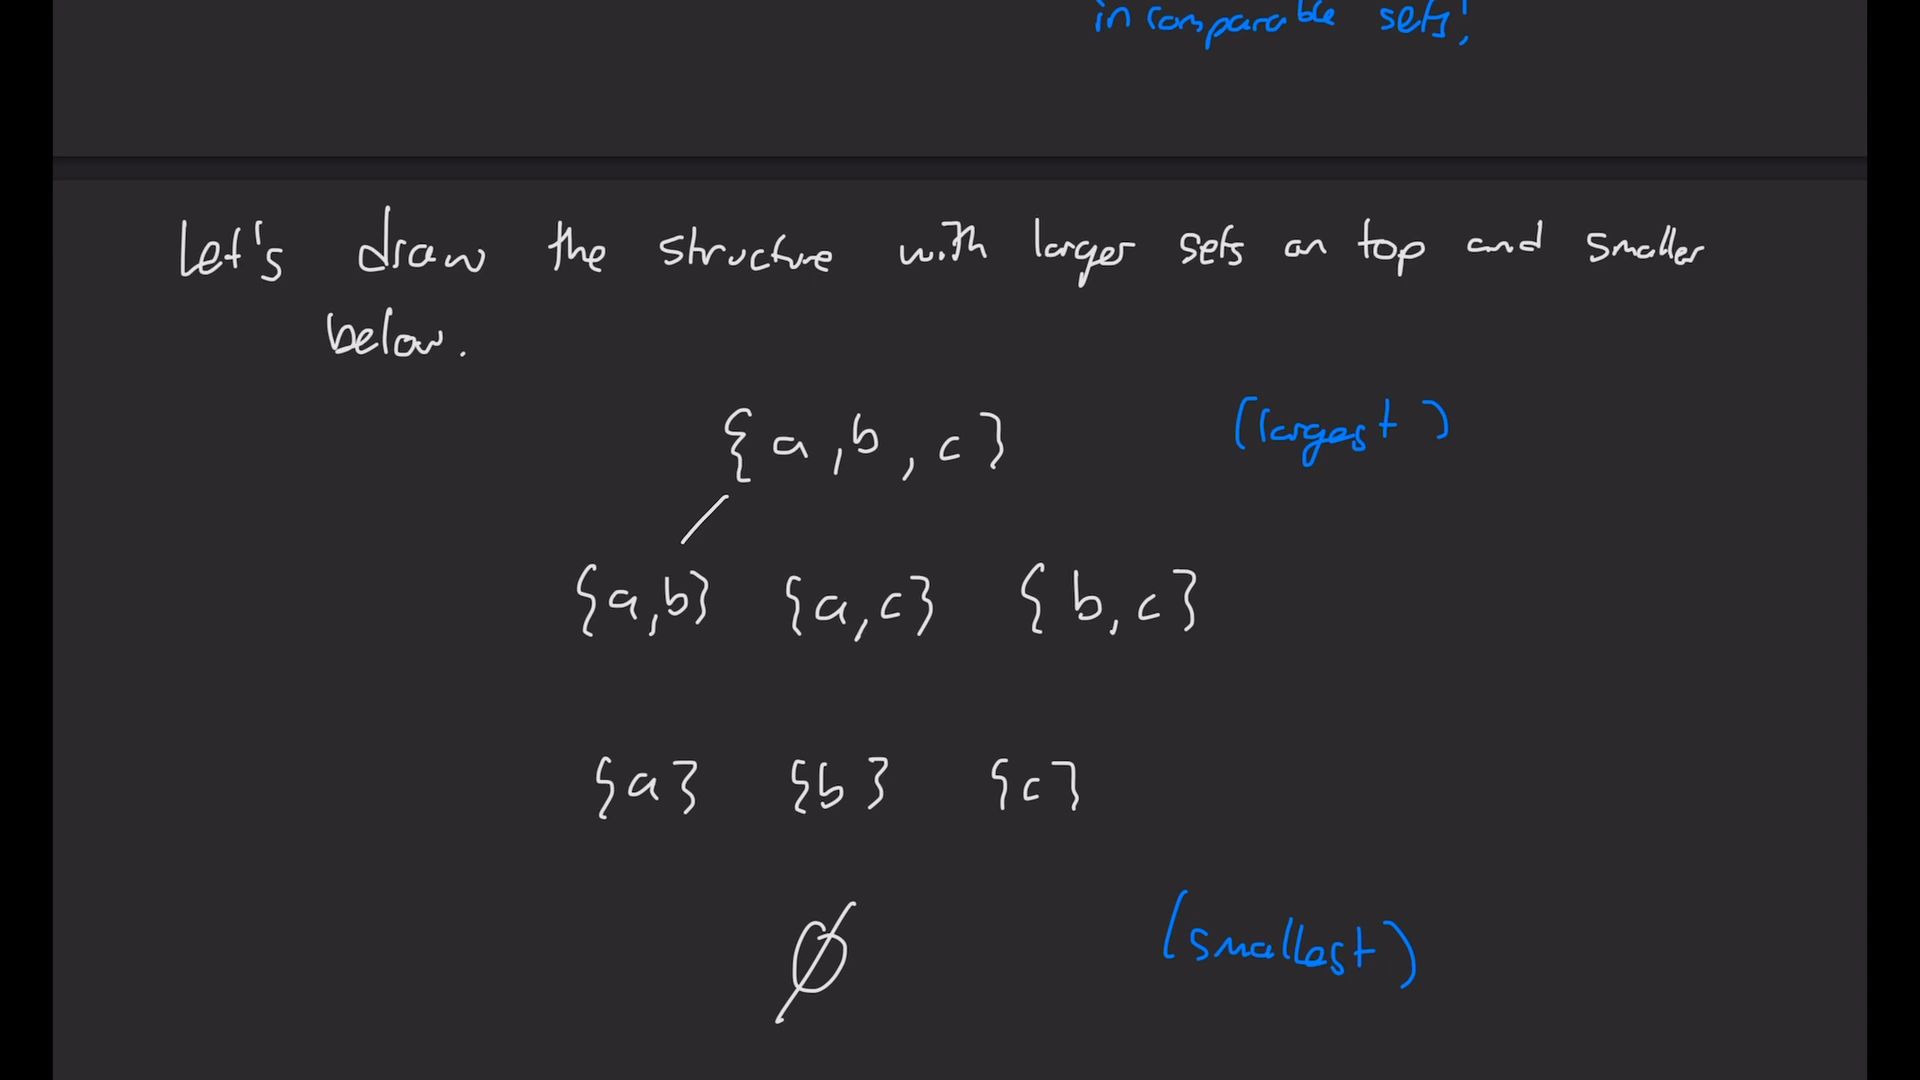 incomparable sets!
Let's draw the structure with larger sets on top and smaller
below.
{a,b,c} (largest)
{a,b} {a,c} {b,c}
{a} {b} {c}
∅ (smallest)